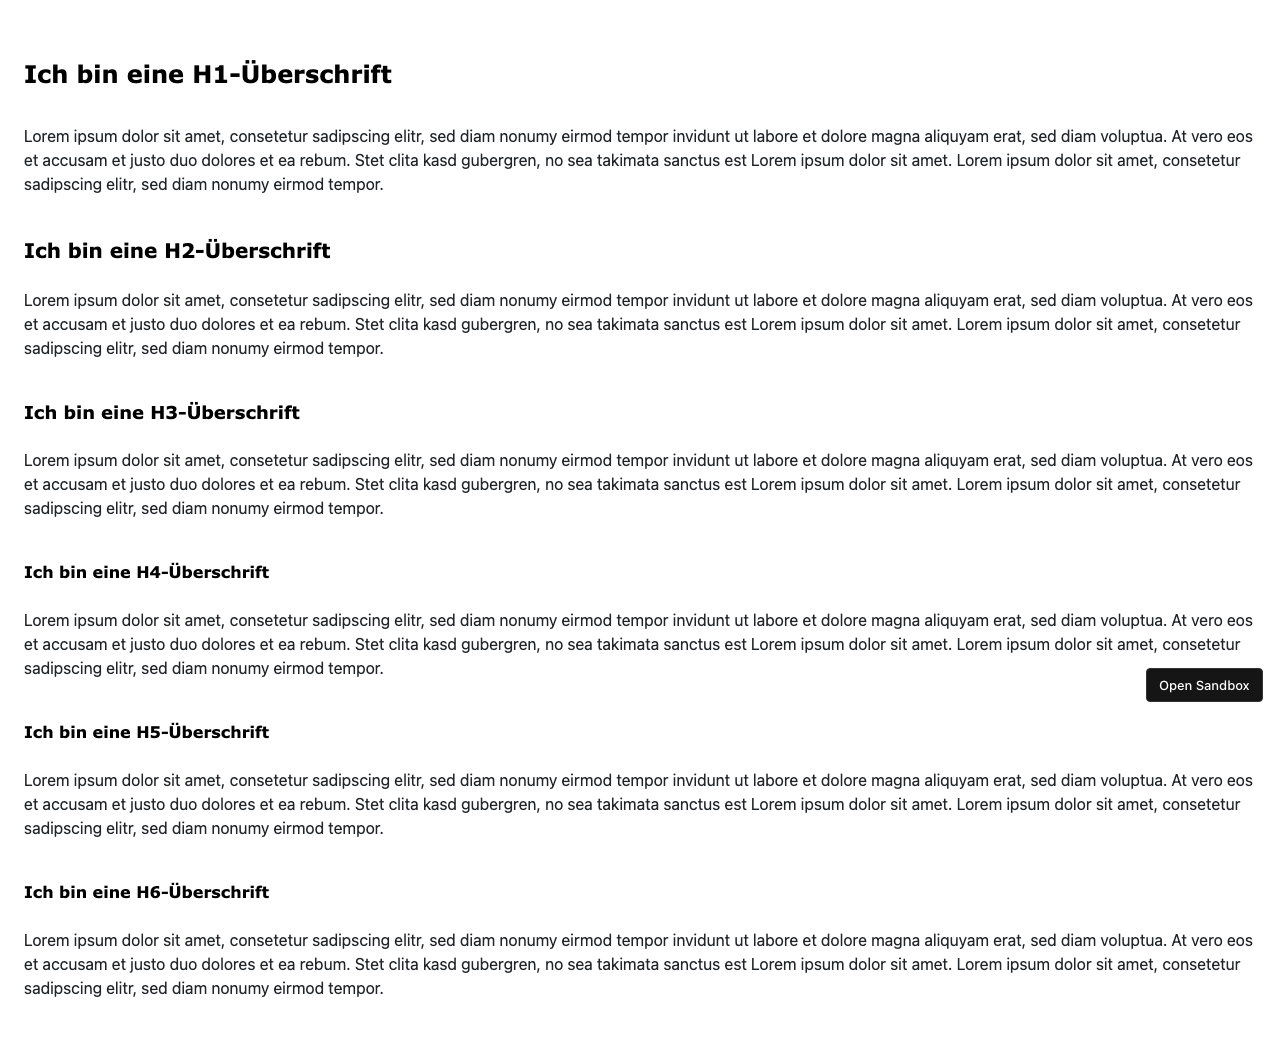 Ich bin eine H1-Überschrift
Lorem ipsum dolor sit amet, consetetur sadipscing elitr, sed diam nonumy eirmod tempor invidunt ut labore et dolore magna aliquyam erat, sed diam voluptua. At vero eos
et accusam et justo duo dolores et ea rebum. Stet clita kasd gubergren, no sea takimata sanctus est Lorem ipsum dolor sit amet. Lorem ipsum dolor sit amet, consetetur
sadipscing elitr, sed diam nonumy eirmod tempor.
Ich bin eine H2-Überschrift
Lorem ipsum dolor sit amet, consetetur sadipscing elitr, sed diam nonumy eirmod tempor invidunt ut labore et dolore magna aliquyam erat, sed diam voluptua. At vero eos
et accusam et justo duo dolores et ea rebum. Stet clita kasd gubergren, no sea takimata sanctus est Lorem ipsum dolor sit amet. Lorem ipsum dolor sit amet, consetetur
sadipscing elitr, sed diam nonumy eirmod tempor.
Ich bin eine H3-Überschrift
Lorem ipsum dolor sit amet, consetetur sadipscing elitr, sed diam nonumy eirmod tempor invidunt ut labore et dolore magna aliquyam erat, sed diam voluptua. At vero eos
et accusam et justo duo dolores et ea rebum. Stet clita kasd gubergren, no sea takimata sanctus est Lorem ipsum dolor sit amet. Lorem ipsum dolor sit amet, consetetur
sadipscing elitr, sed diam nonumy eirmod tempor.
Ich bin eine H4-Überschrift
Lorem ipsum dolor sit amet, consetetur sadipscing elitr, sed diam nonumy eirmod tempor invidunt ut labore et dolore magna aliquyam erat, sed diam voluptua. At vero eos
et accusam et justo duo dolores et ea rebum. Stet clita kasd gubergren, no sea takimata sanctus est Lorem ipsum dolor sit amet. Lorem ipsum dolor sit amet, consetetur
sadipscing elitr, sed diam nonumy eirmod tempor.
Open Sandbox
Ich bin eine H5-Überschrift
Lorem ipsum dolor sit amet, consetetur sadipscing elitr, sed diam nonumy eirmod tempor invidunt ut labore et dolore magna aliquyam erat, sed diam voluptua. At vero eos
et accusam et justo duo dolores et ea rebum. Stet clita kasd gubergren, no sea takimata sanctus est Lorem ipsum dolor sit amet. Lorem ipsum dolor sit amet, consetetur
sadipscing elitr, sed diam nonumy eirmod tempor.
Ich bin eine H6-Überschrift
Lorem ipsum dolor sit amet, consetetur sadipscing elitr, sed diam nonumy eirmod tempor invidunt ut labore et dolore magna aliquyam erat, sed diam voluptua. At vero eos
et accusam et justo duo dolores et ea rebum. Stet clita kasd gubergren, no sea takimata sanctus est Lorem ipsum dolor sit amet. Lorem ipsum dolor sit amet, consetetur
sadipscing elitr, sed diam nonumy eirmod tempor.